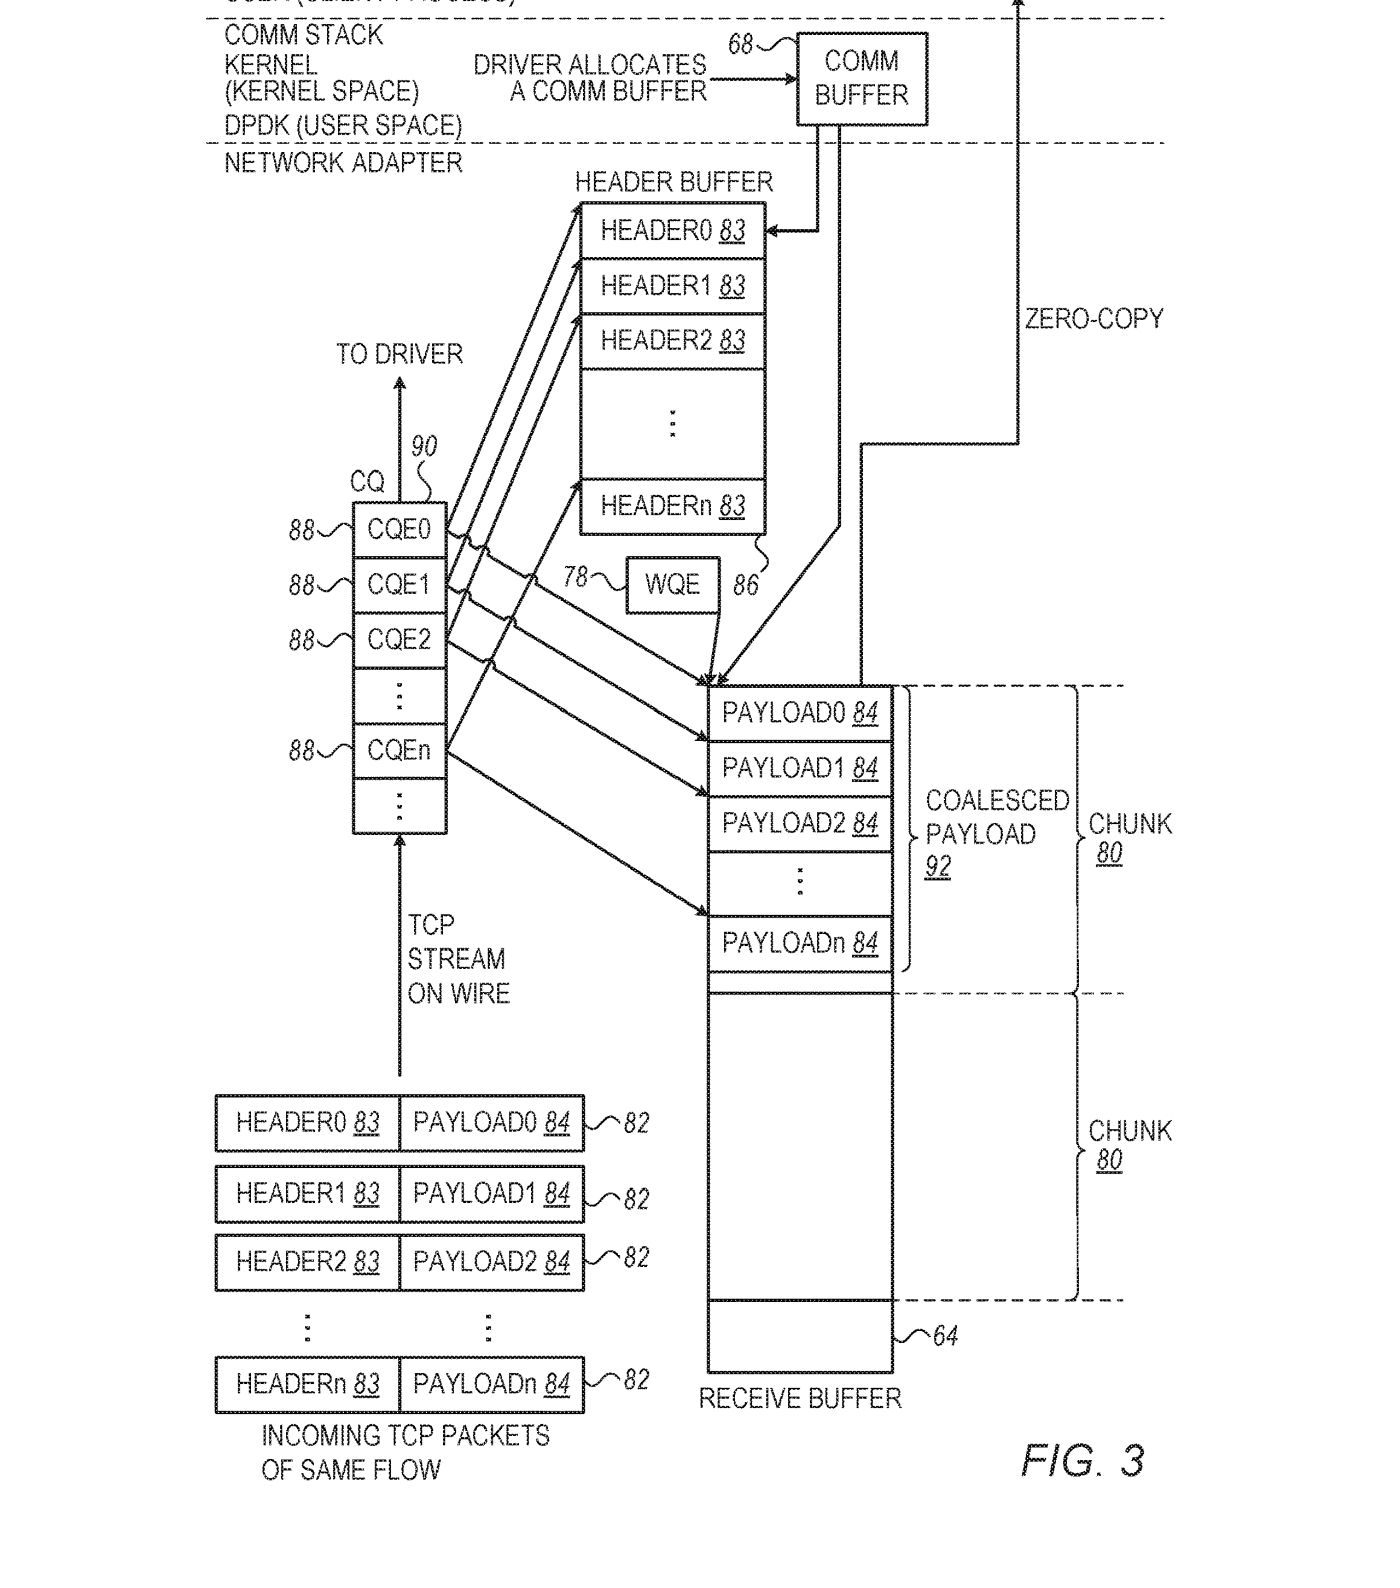 COMM STACK
KERNEL
(KERNEL SPACE)
DPDK (USER SPACE)
DRIVER ALLOCATES
A COMM BUFFER
68
COMM
BUFFER
NETWORK ADAPTER
HEADER BUFFER
HEADER0 83
HEADER1 83
HEADER2 83
⋮
HEADERn 83
86
ZERO-COPY
TO DRIVER
90
CQ
88 CQE0
88 CQE1
88 CQE2
⋮
88 CQEn
⋮
78 WQE
PAYLOAD0 84
PAYLOAD1 84
PAYLOAD2 84
⋮
PAYLOADn 84
COALESCED
PAYLOAD
92
CHUNK
80
CHUNK
80
64
RECEIVE BUFFER
TCP
STREAM
ON WIRE
HEADER0 83 PAYLOAD0 84 82
HEADER1 83 PAYLOAD1 84 82
HEADER2 83 PAYLOAD2 84 82
⋮ ⋮
HEADERn 83 PAYLOADn 84 82
INCOMING TCP PACKETS
OF SAME FLOW
FIG. 3